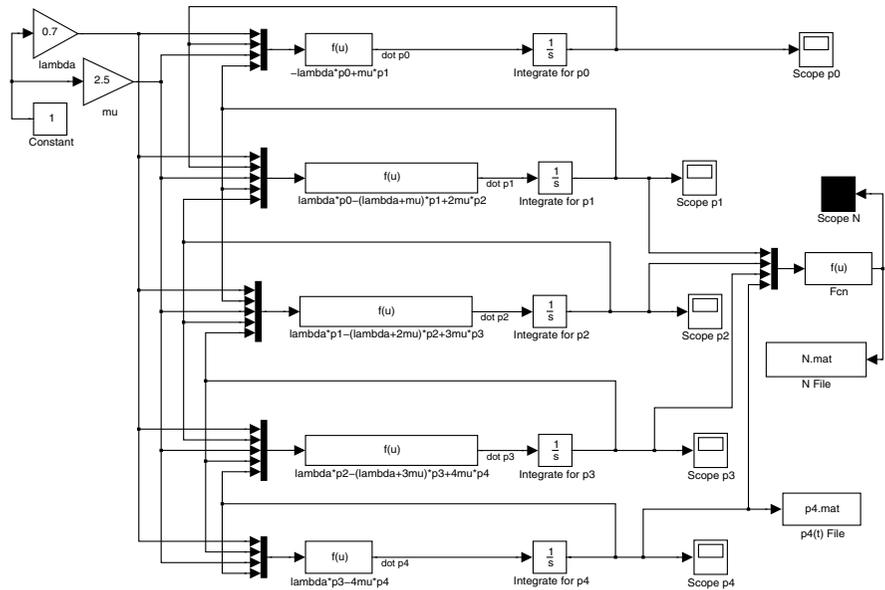 0.7
lambda
2.5
mu
1
Constant
f(u)
dot p0
1
s
−lambda*p0+mu*p1
Integrate for p0
Scope p0
f(u)
dot p1
1
s
lambda*p0−(lambda+mu)*p1+2mu*p2
Integrate for p1
Scope p1
Scope N
f(u)
Fcn
f(u)
dot p2
1
s
lambda*p1−(lambda+2mu)*p2+3mu*p3
Integrate for p2
Scope p2
N.mat
N File
f(u)
dot p3
1
s
lambda*p2−(lambda+3mu)*p3+4mu*p4
Integrate for p3
Scope p3
p4.mat
p4(t) File
f(u)
dot p4
1
s
lambda*p3−4mu*p4
Integrate for p4
Scope p4